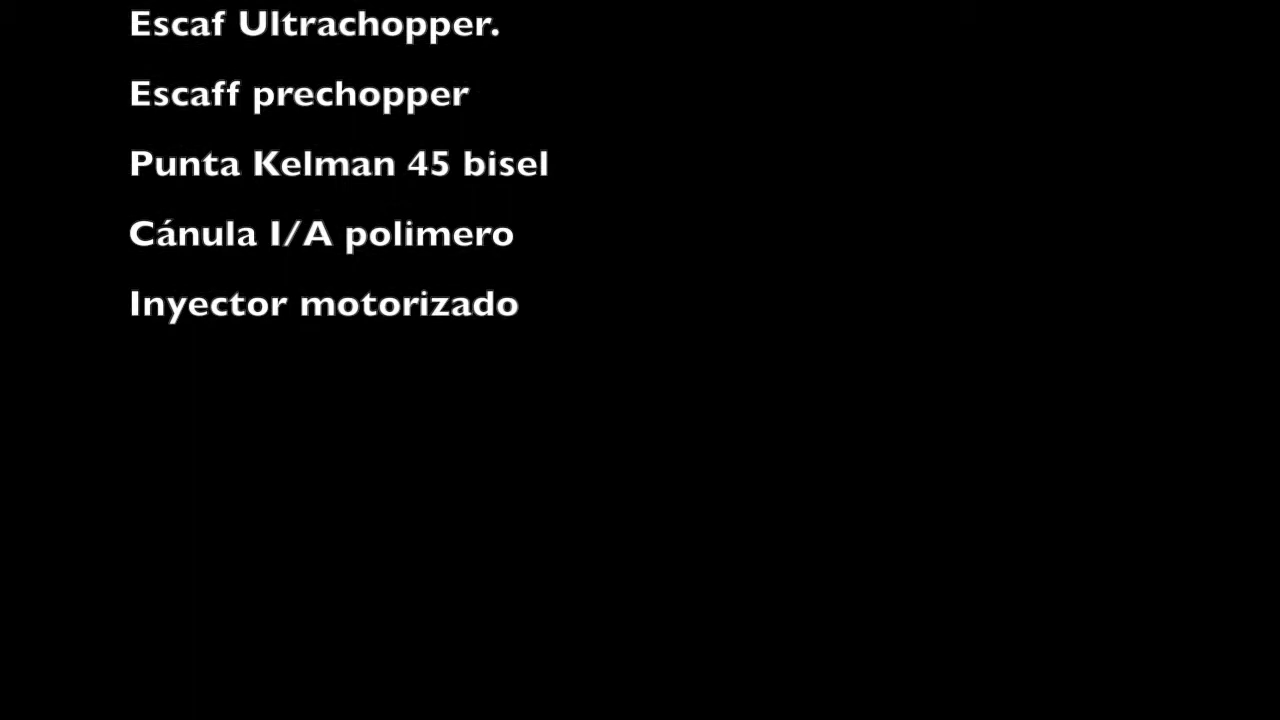 Escaf Ultrachopper.
Escaff prechopper
Punta Kelman 45 bisel
Cánula I/A polimero
Inyector motorizado